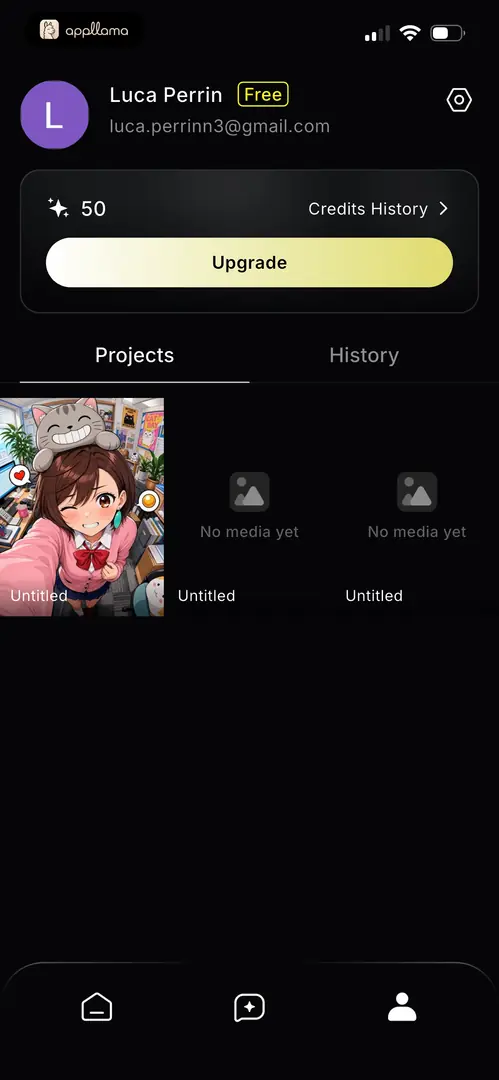 appllama
Luca Perrin Free
luca.perrinn3@gmail.com
50 Credits History
Upgrade
Projects History
No media yet No media yet
Untitled Untitled Untitled